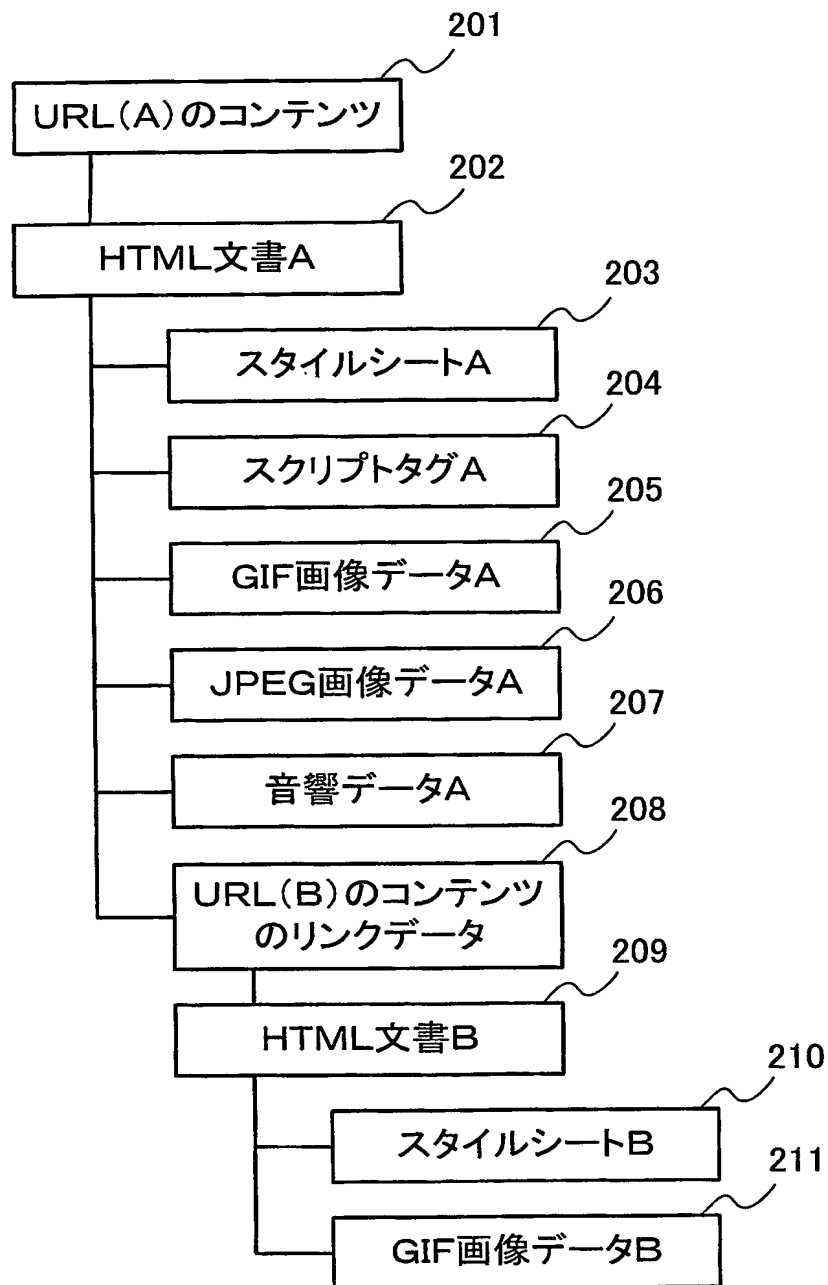 201
URL(A)のコンテンツ
202
HTML文書A
203
スタイルシートA
204
スクリプトタグA
205
GIF画像データA
206
JPEG画像データA
207
音響データA
208
URL(B)のコンテンツ
のリンクデータ
209
HTML文書B
210
スタイルシートB
211
GIF画像データB